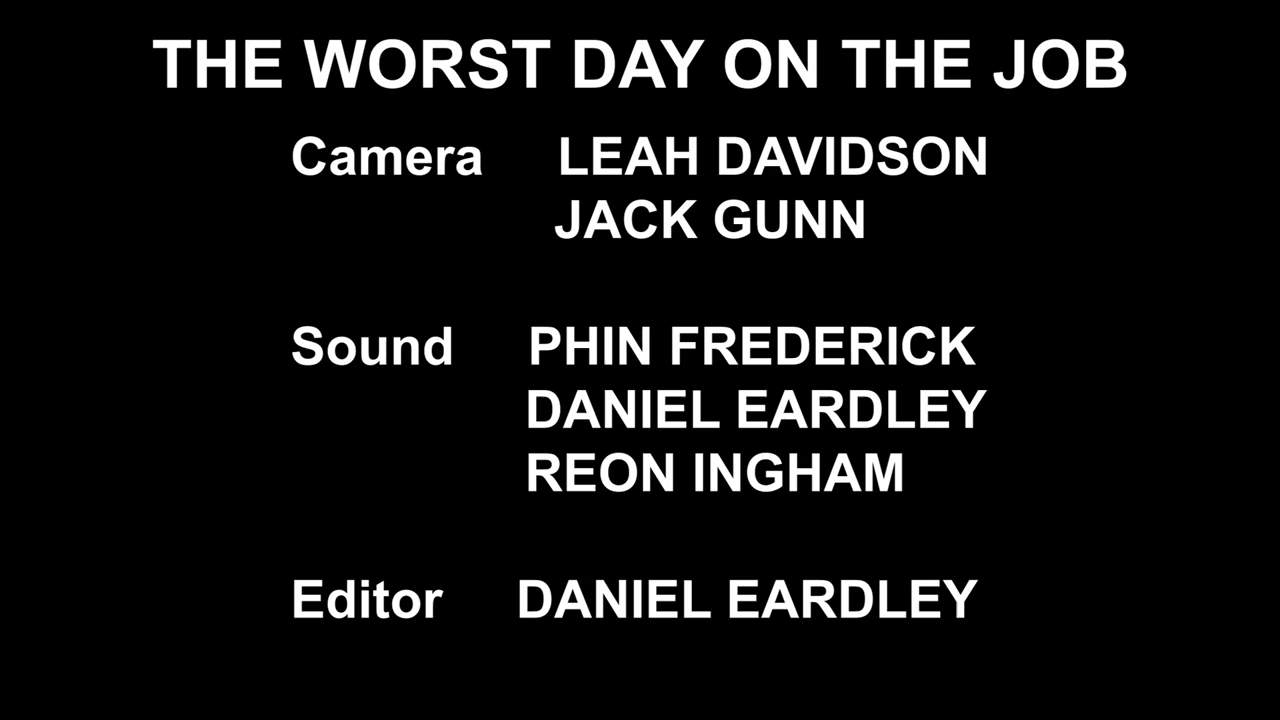 THE WORST DAY ON THE JOB
Camera LEAH DAVIDSON
JACK GUNN
Sound PHIN FREDERICK
DANIEL EARDLEY
REON INGHAM
Editor DANIEL EARDLEY